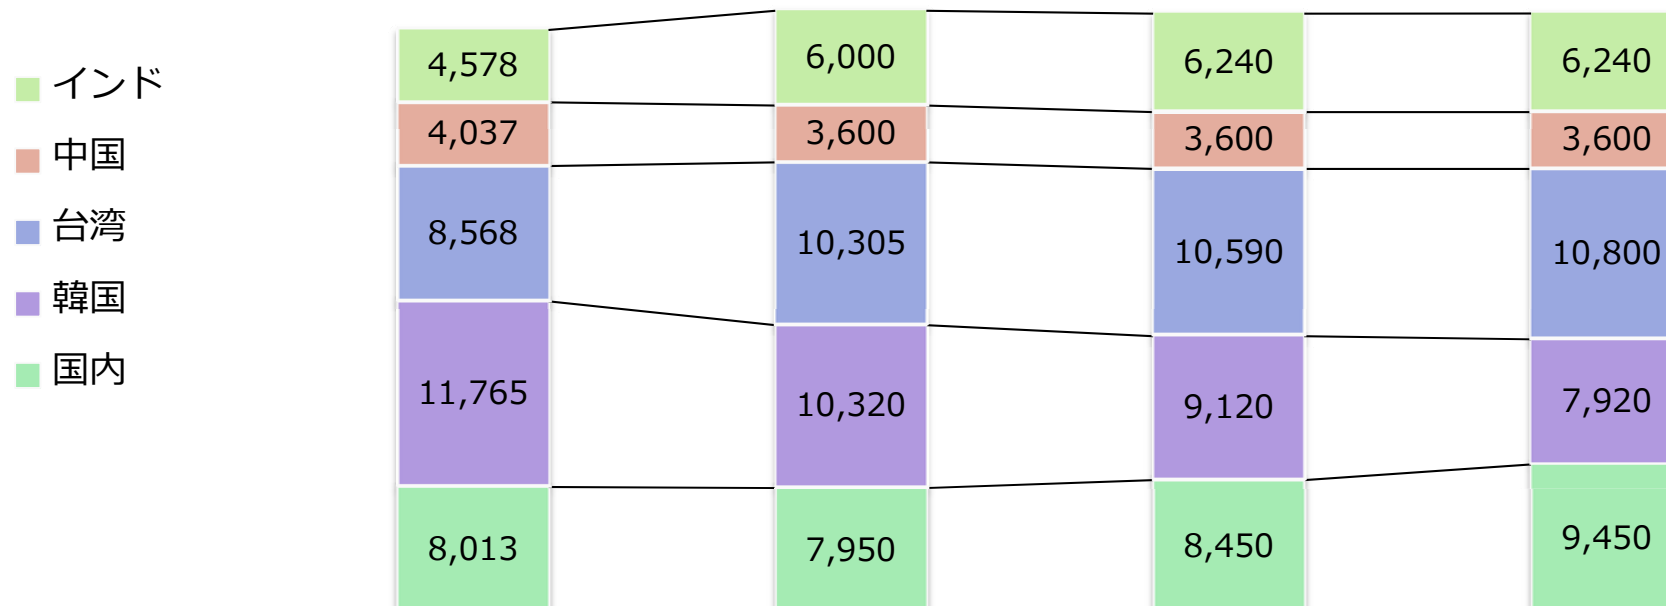 インド
中国
台湾
韓国
国内
4,578 6,000 6,240 6,240
4,037 3,600 3,600 3,600
8,568 10,305 10,590 10,800
11,765 10,320 9,120 7,920
8,013 7,950 8,450 9,450